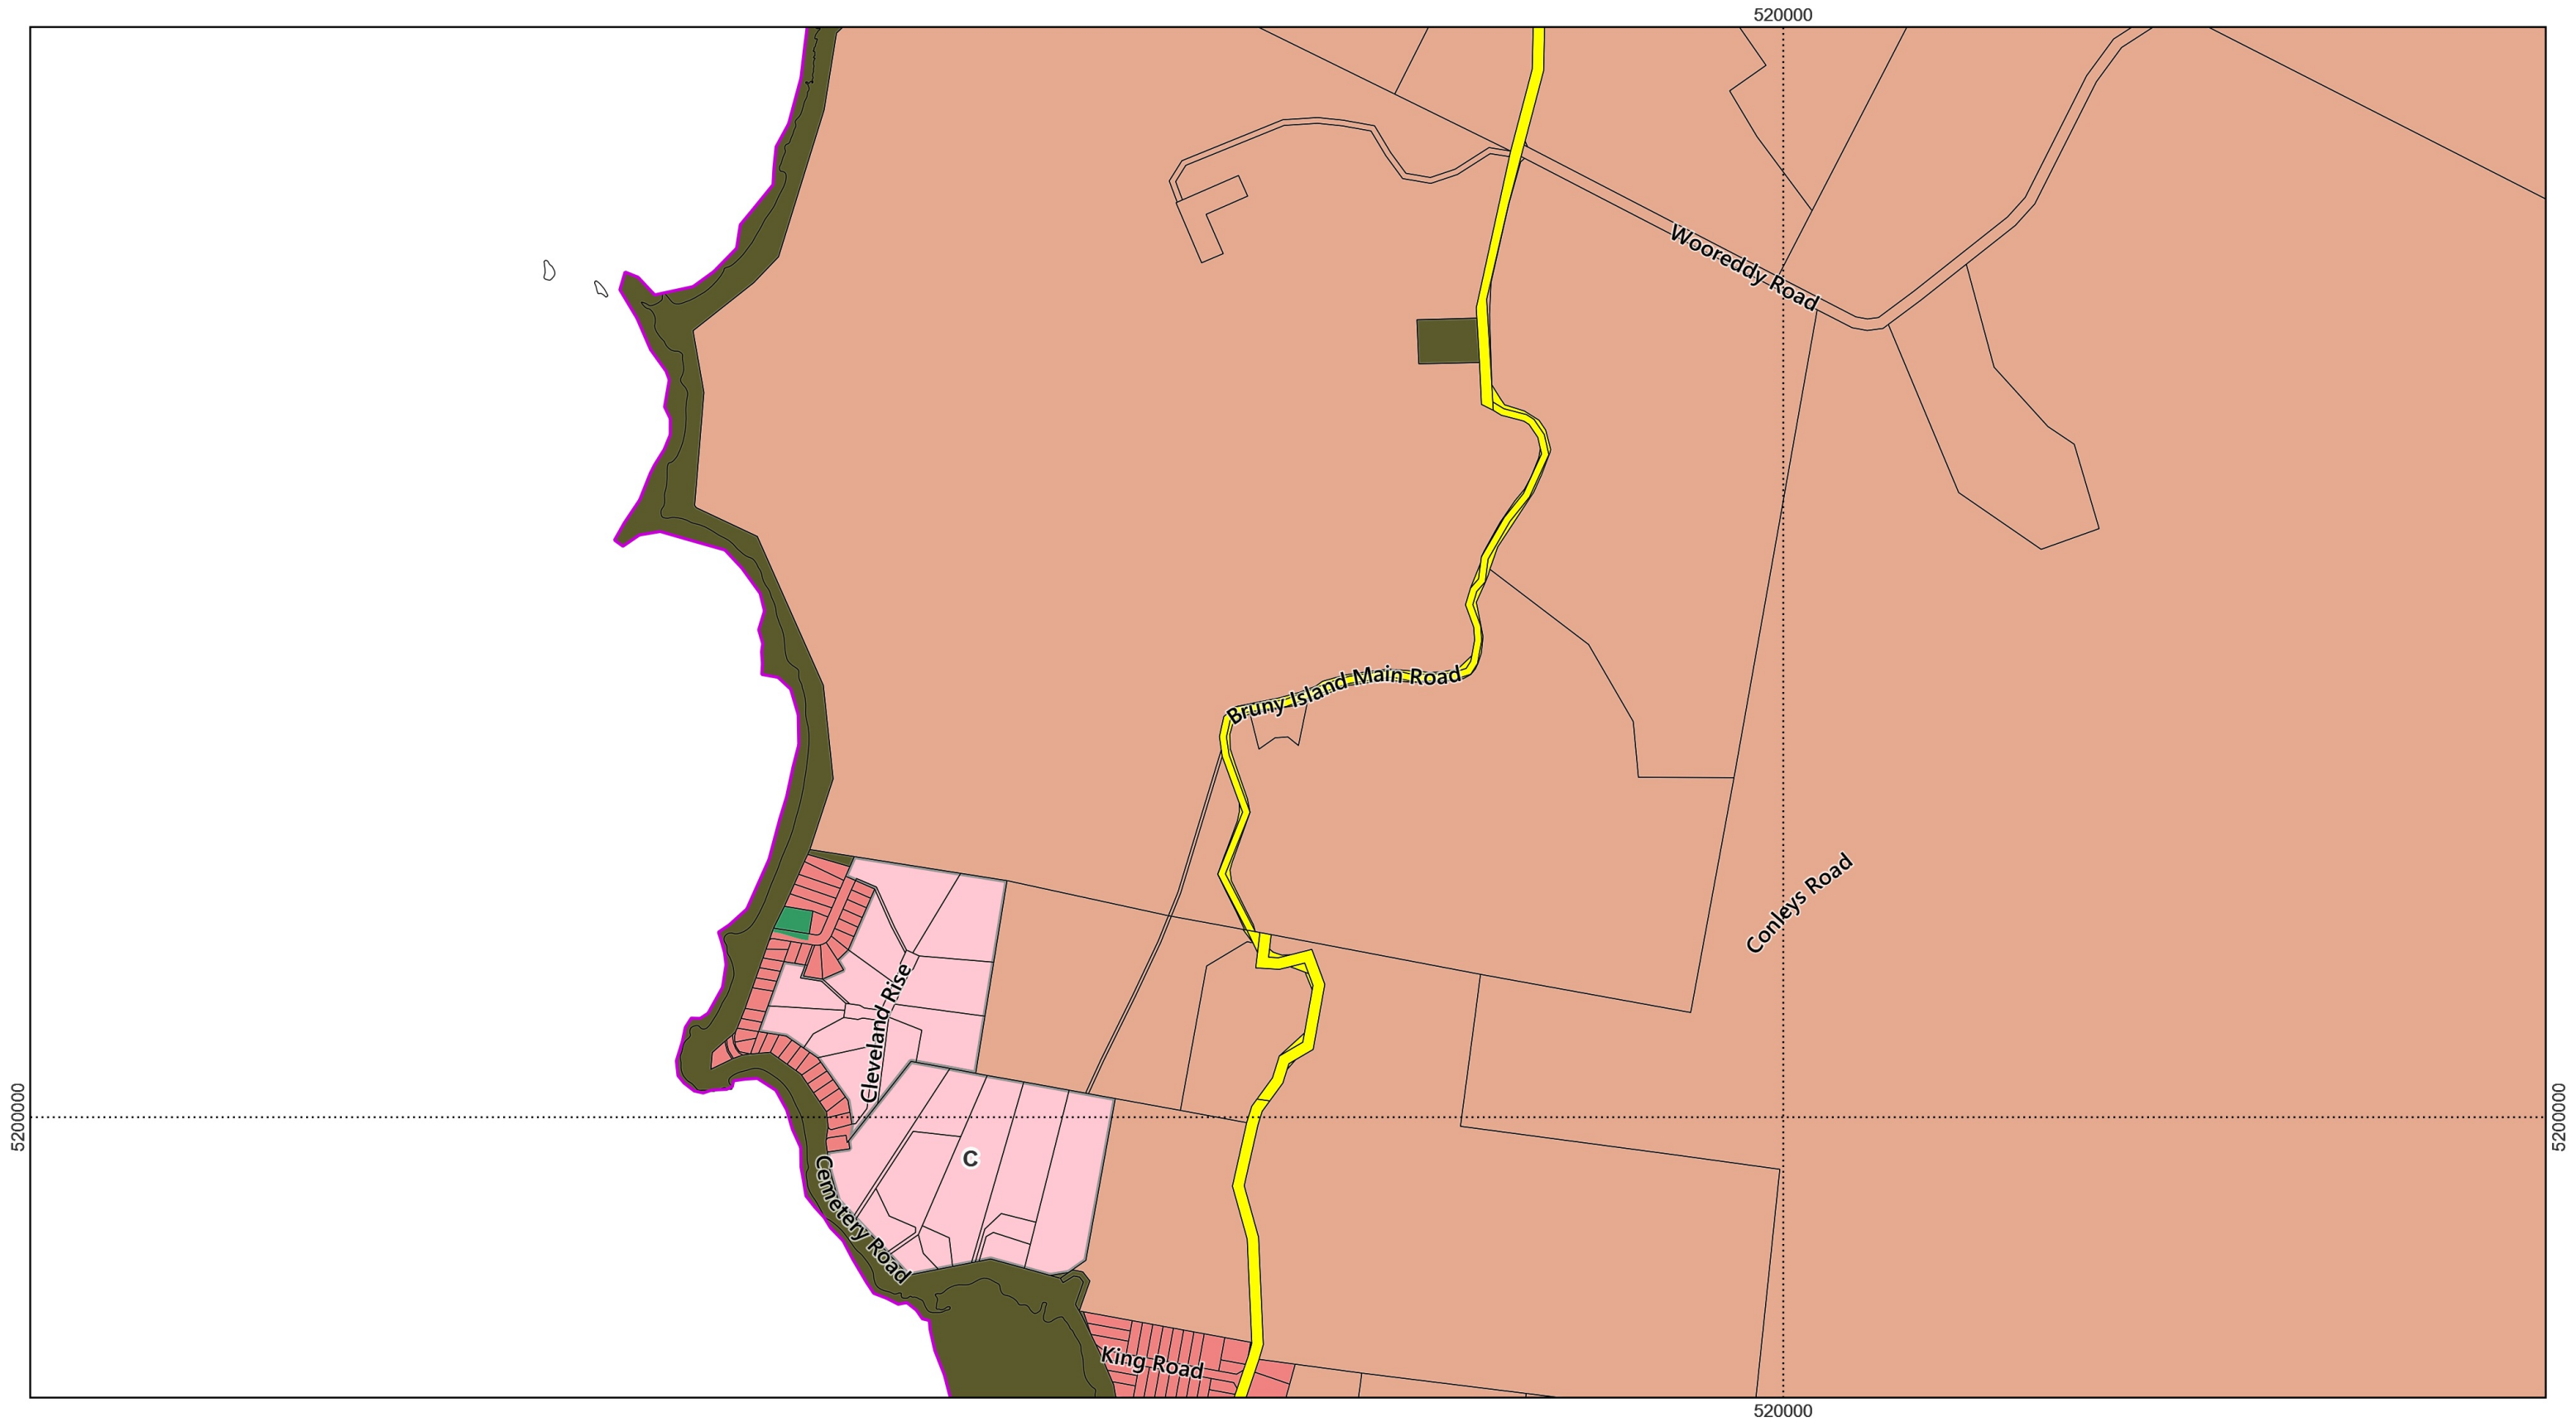 520000
Wooreddy Road
Bruny Island Main Road
Conleys Road
Cleveland Rise
5200000
5200000
C
Cemetery Road
King Road
520000